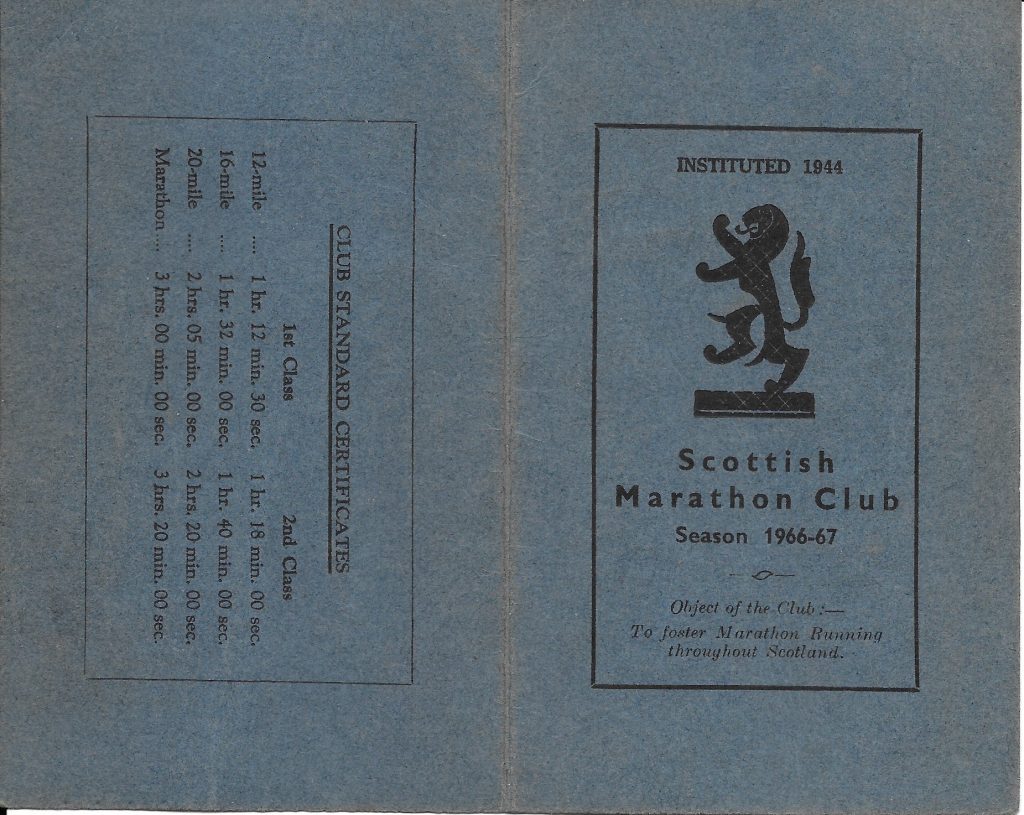 CLUB STANDARD CERTIFICATES
1st Class 2nd Class
12-mile ..... 1 hr. 12 min. 30 sec. 1 hr. 18 min. 00 sec.
16-mile .... 1 hr. 32 min. 00 sec. 1 hr. 40 min. 00 sec.
20-mile .... 2 hrs. 05 min. 00 sec. 2 hrs. 20 min. 00 sec.
Marathon .... 3 hrs. 00 min. 00 sec. 3 hrs. 20 min. 00 sec.
INSTITUTED 1944
Scottish
Marathon Club
Season 1966-67
Object of the Club :—
To foster Marathon Running
throughout Scotland.